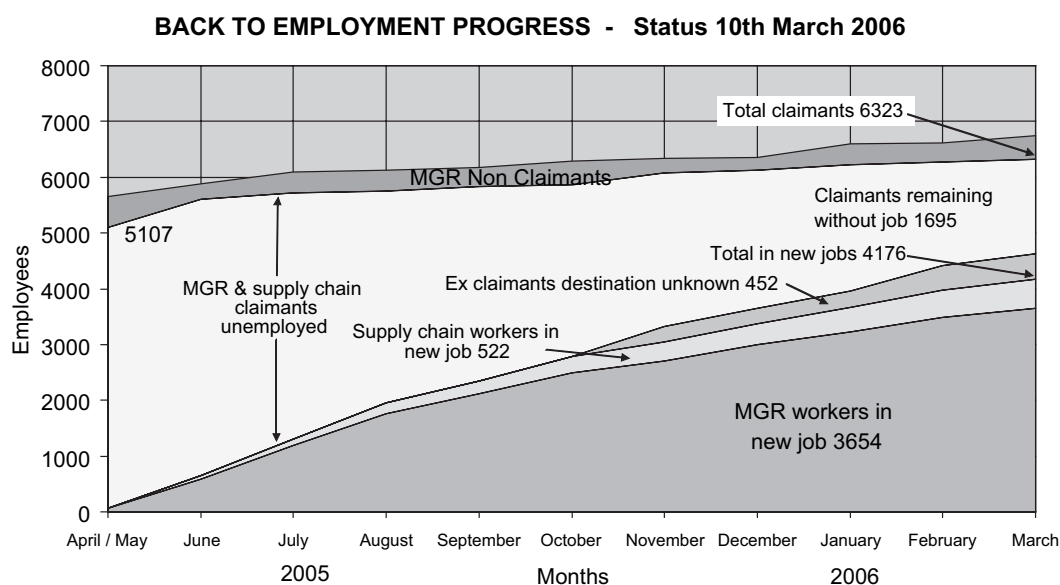 BACK TO EMPLOYMENT PROGRESS - Status 10th March 2006
8000
7000
6000
5000
4000
3000
2000
1000
0
Employees
Total claimants 6323
MGR Non Claimants
Claimants remaining
without job 1695
5107
Total in new jobs 4176
Ex claimants destination unknown 452
MGR & supply chain
claimants
unemployed
Supply chain workers in
new job 522
MGR workers in
new job 3654
April / May June July August September October November December January February March
2005 Months 2006